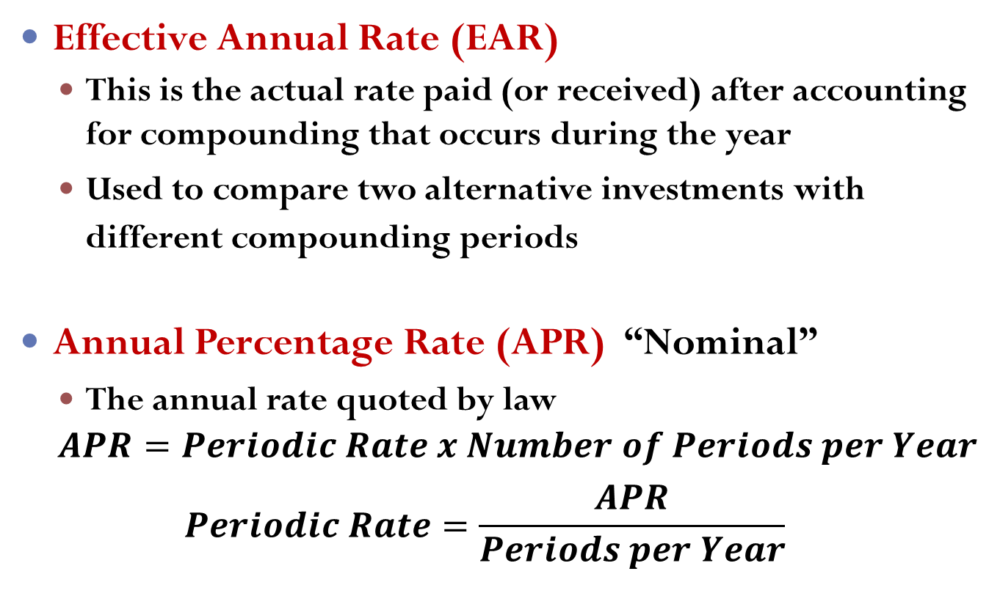 • Effective Annual Rate (EAR)
• This is the actual rate paid (or received) after accounting
for compounding that occurs during the year
• Used to compare two alternative investments with
different compounding periods
• Annual Percentage Rate (APR) “Nominal”
• The annual rate quoted by law
APR = Periodic Rate x Number of Periods per Year
APR
Periodic Rate =
Periods per Year